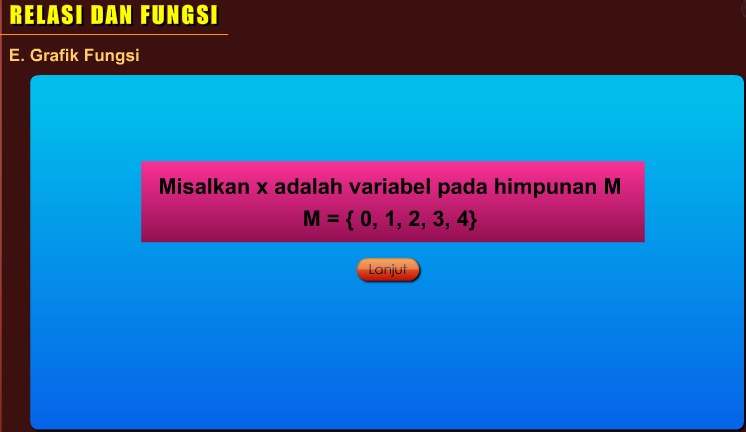 RELASI DAN FUNGSI
E. Grafik Fungsi
Misalkan x adalah variabel pada himpunan M
M = { 0, 1, 2, 3, 4}
Lanjut